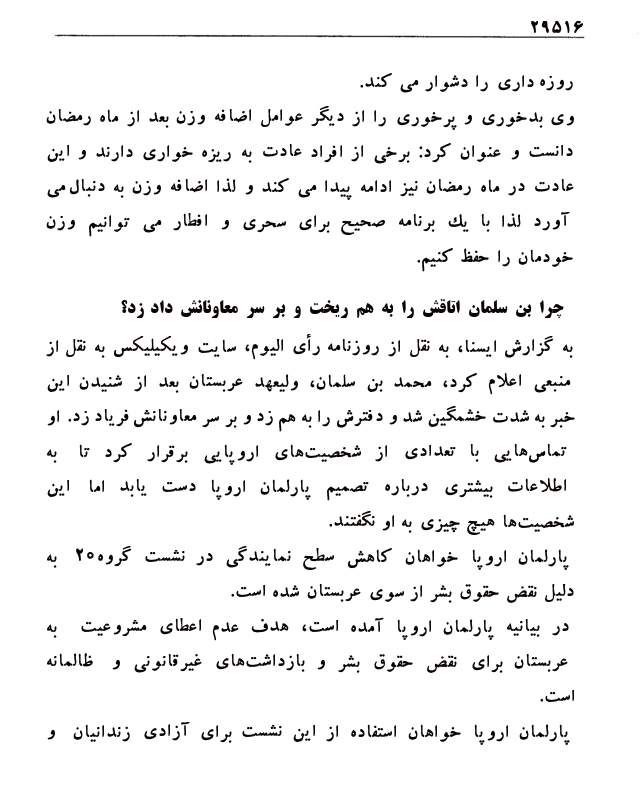 ۲۹۵۱۶
روزه داری را دشوار می کند.
وی بدخوری و پرخوری را از دیگر عوامل اضافه وزن بعد از ماه رمضان
دانست و عنوان کرد: برخی از افراد عادت به ریزه خواری دارند و این
عادت در ماه رمضان نیز ادامه پیدا می کند و لذا اضافه وزن به دنبال می
آورد لذا با یك برنامه صحیح برای سحری و افطار می توانیم وزن
خودمان را حفظ کنیم.
چرا بن سلمان اتاقش را به هم ریخت و بر سر معاونانش داد زد؟
به گزارش ایسنا، به نقل از روزنامه رأی الیوم، سایت ویکیلیکس به نقل از
منبعی اعلام کرد، محمد بن سلمان، ولیعهد عربستان بعد از شنیدن این
خبر به شدت خشمگین شد و دفترش را به هم زد و بر سر معاونانش فریاد زد. او
تماس‌هایی با تعدادی از شخصیت‌های اروپایی برقرار کرد تا به
اطلاعات بیشتری درباره تصمیم پارلمان اروپا دست یابد اما این
شخصیت‌ها هیچ چیزی به او نگفتند.
پارلمان اروپا خواهان کاهش سطح نمایندگی در نشست گروه۲۰ به
دلیل نقض حقوق بشر از سوی عربستان شده است.
در بیانیه پارلمان اروپا آمده است، هدف عدم اعطای مشروعیت به
عربستان برای نقض حقوق بشر و بازداشت‌های غیرقانونی و ظالمانه
است.
پارلمان اروپا خواهان استفاده از این نشست برای آزادی زندانیان و